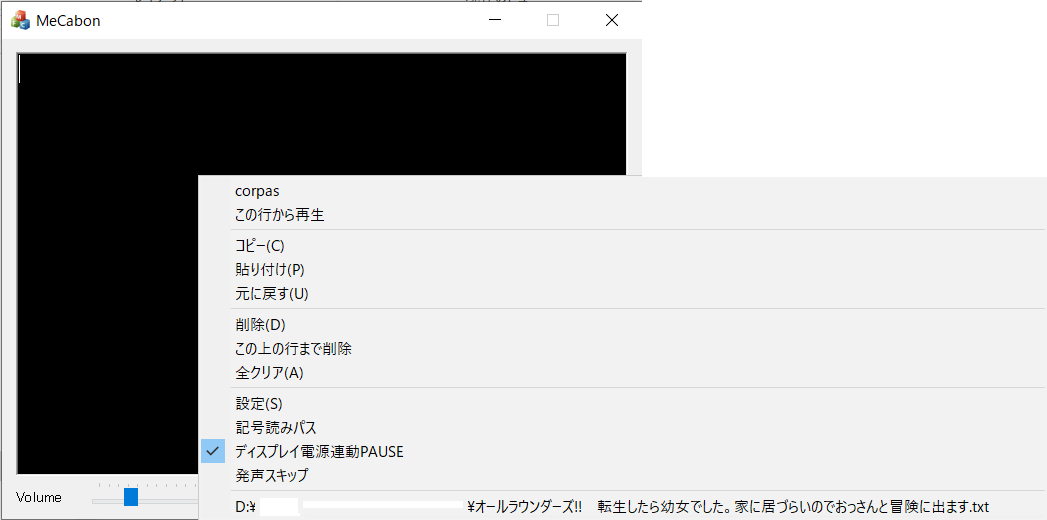 MeCabon
corpas
この行から再生
コピー(C)
貼り付け(P)
元に戻す(U)
削除(D)
この上の行まで削除
全クリア(A)
設定(S)
記号読みパス
ディスプレイ電源連動PAUSE
発声スキップ
Volume
D:¥ ¥オールラウンダーズ!!　転生したら幼女でした。家に居づらいのでおっさんと冒険に出ます.txt